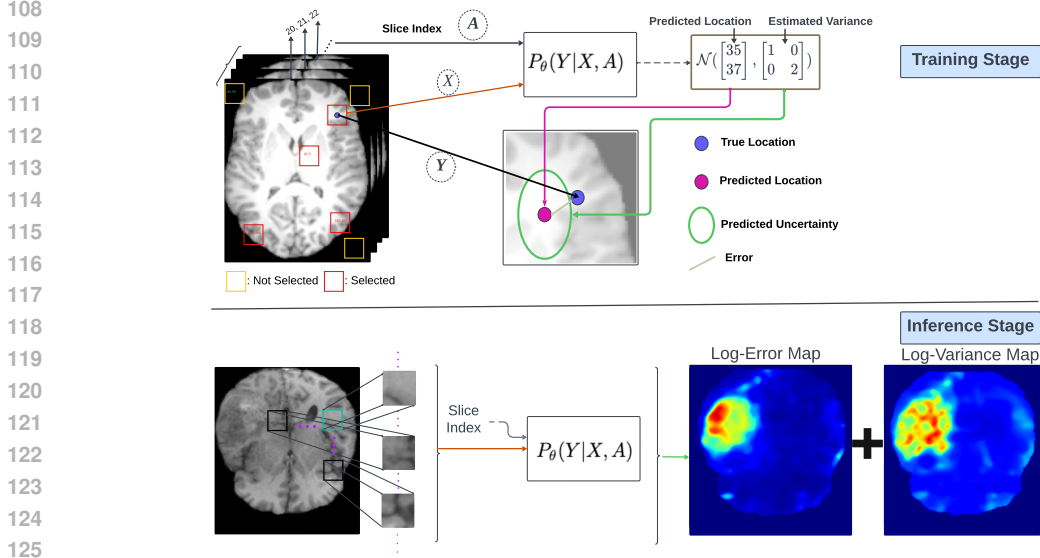 108
109
110
111
112
113
114
115
116
117
118
119
120
121
122
123
124
125
20, 21, 22
Slice Index
A
X
Y
P_θ(Y|X, A)
Predicted Location
Estimated Variance
𝒩([35 37], [1 0 0 2])
Training Stage
True Location
Predicted Location
Predicted Uncertainty
Error
: Not Selected
: Selected
Inference Stage
Log-Error Map
Log-Variance Map
Slice
Index
P_θ(Y|X, A)